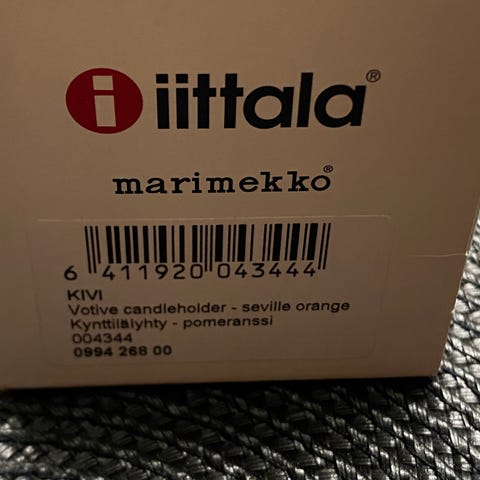 i iittala®
marimekko®
6 411920 043444
KIVI
Votive candleholder - seville orange
Kynttilälyhty - pomeranssi
004344
0994 268 00